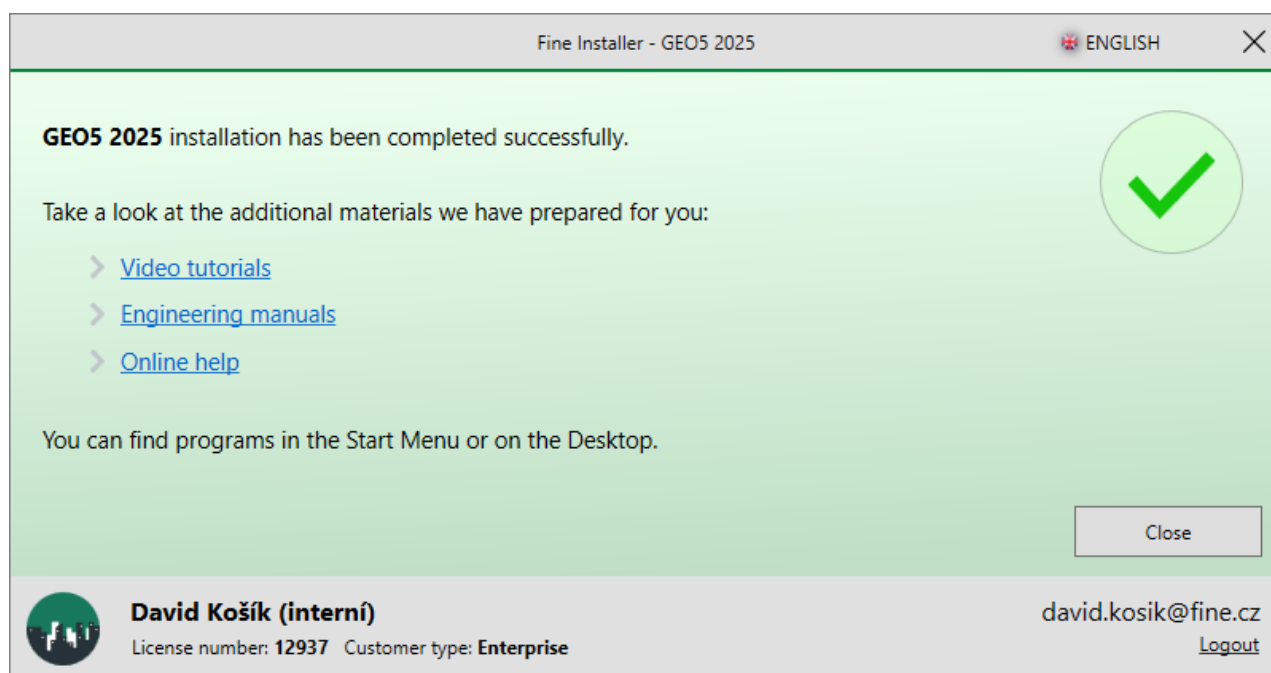 Fine Installer - GEO5 2025
ENGLISH
GEO5 2025 installation has been completed successfully.
Take a look at the additional materials we have prepared for you:
Video tutorials
Engineering manuals
Online help
You can find programs in the Start Menu or on the Desktop.
Close
David Košík (interní)
david.kosik@fine.cz
License number: 12937 Customer type: Enterprise
Logout